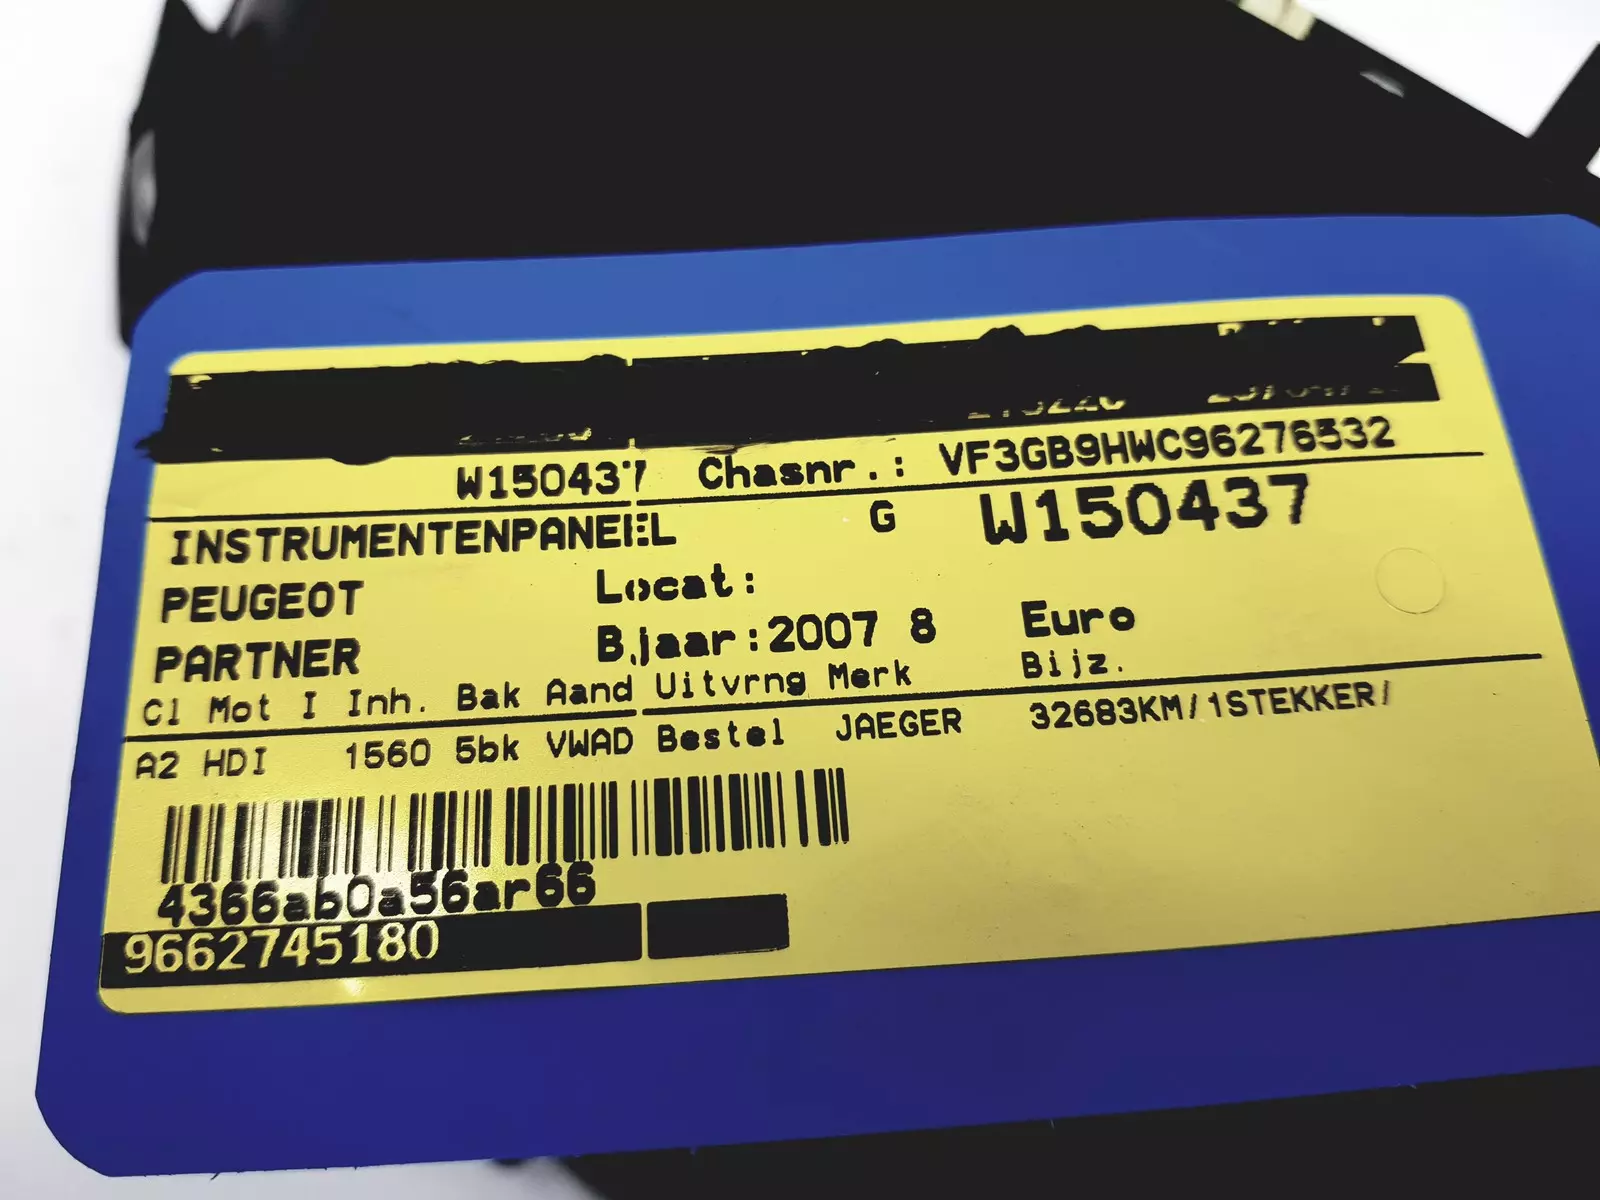 W150437 Chasnr.: VF3GB9HWC96276532
INSTRUMENTENPANEEL G W150437
PEUGEOT Locat:
PARTNER B.jaar:2007 8 Euro
Cl Mot I Inh. Bak Aand Uitvrng Merk Bijz.
A2 HDI 1560 5bk VWAD Bestel JAEGER 32683KM/1STEKKER/
4366ab0a56ar66
9662745180